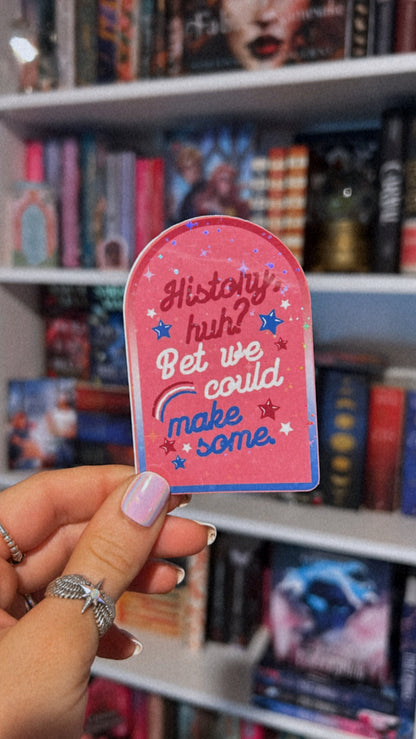 History,
huh?
Bet we
could
make
some.